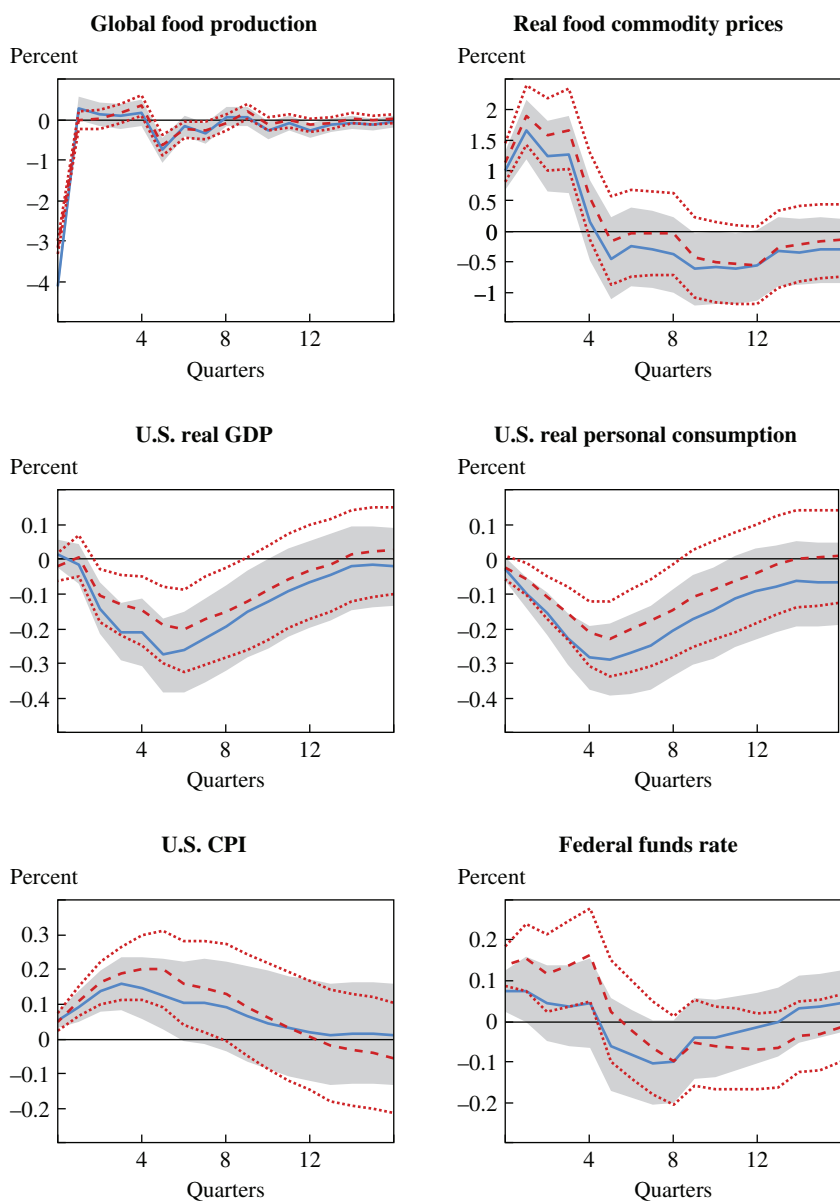 Global food production
Percent
0
–1
–2
–3
–4
4
8
12
Quarters
Real food commodity prices
Percent
2
1.5
1
0.5
0
–0.5
–1
4
8
12
Quarters
U.S. real GDP
Percent
0.1
0
–0.1
–0.2
–0.3
–0.4
4
8
12
Quarters
U.S. real personal consumption
Percent
0.1
0
–0.1
–0.2
–0.3
–0.4
4
8
12
Quarters
U.S. CPI
Percent
0.3
0.2
0.1
0
–0.1
–0.2
4
8
12
Quarters
Federal funds rate
Percent
0.2
0.1
0
–0.1
–0.2
4
8
12
Quarters